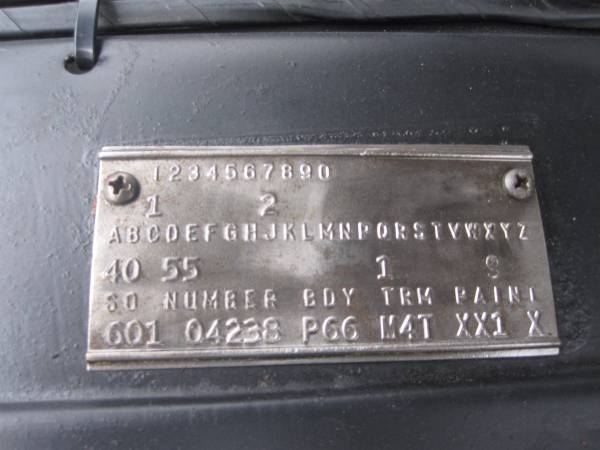 1234567890
1 2
ABCDEFGHJKLMNPQRSTVWXYZ
40 55 1 9
SO NUMBER BDY TRM PAINT
601 04238 P66 M4T XX1 X